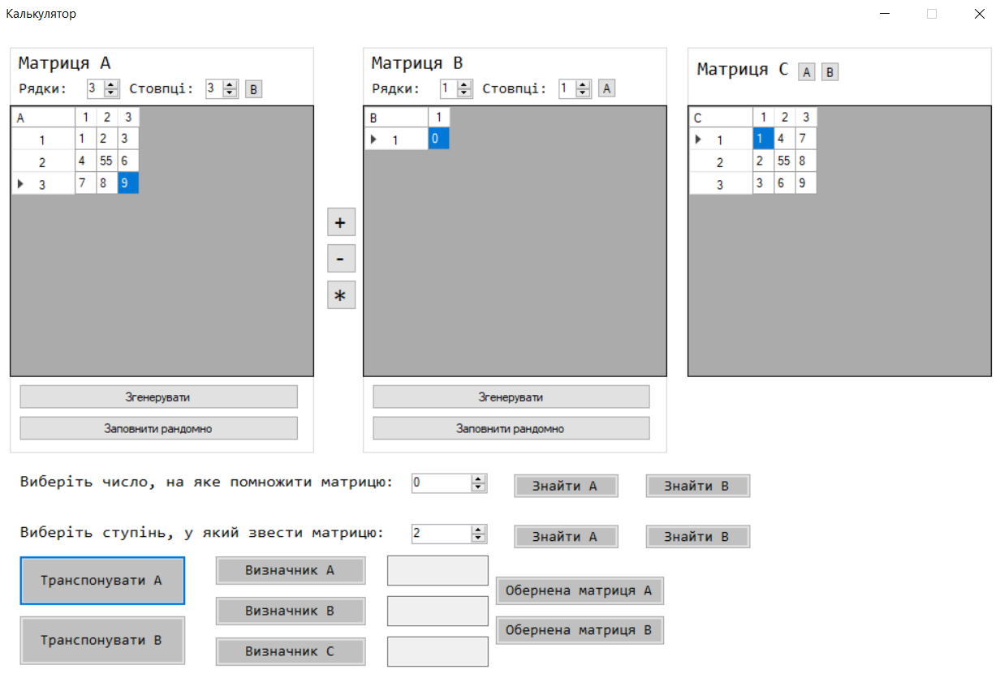 Калькулятор
Матриця A
Рядки: 3 Стовпці: 3 B
A 1 2 3
1 1 2 3
2 4 55 6
3 7 8 9
Згенерувати
Заповнити рандомно
+
-
*
Матриця B
Рядки: 1 Стовпці: 1 A
B 1
1 0
Згенерувати
Заповнити рандомно
Матриця C A B
C 1 2 3
1 1 4 7
2 2 55 8
3 3 6 9
Виберіть число, на яке помножити матрицю: 0 Знайти A Знайти B
Виберіть ступінь, у який звести матрицю: 2 Знайти A Знайти B
Транспонувати A
Транспонувати B
Визначник A
Визначник B
Визначник C
Обернена матриця A
Обернена матриця B